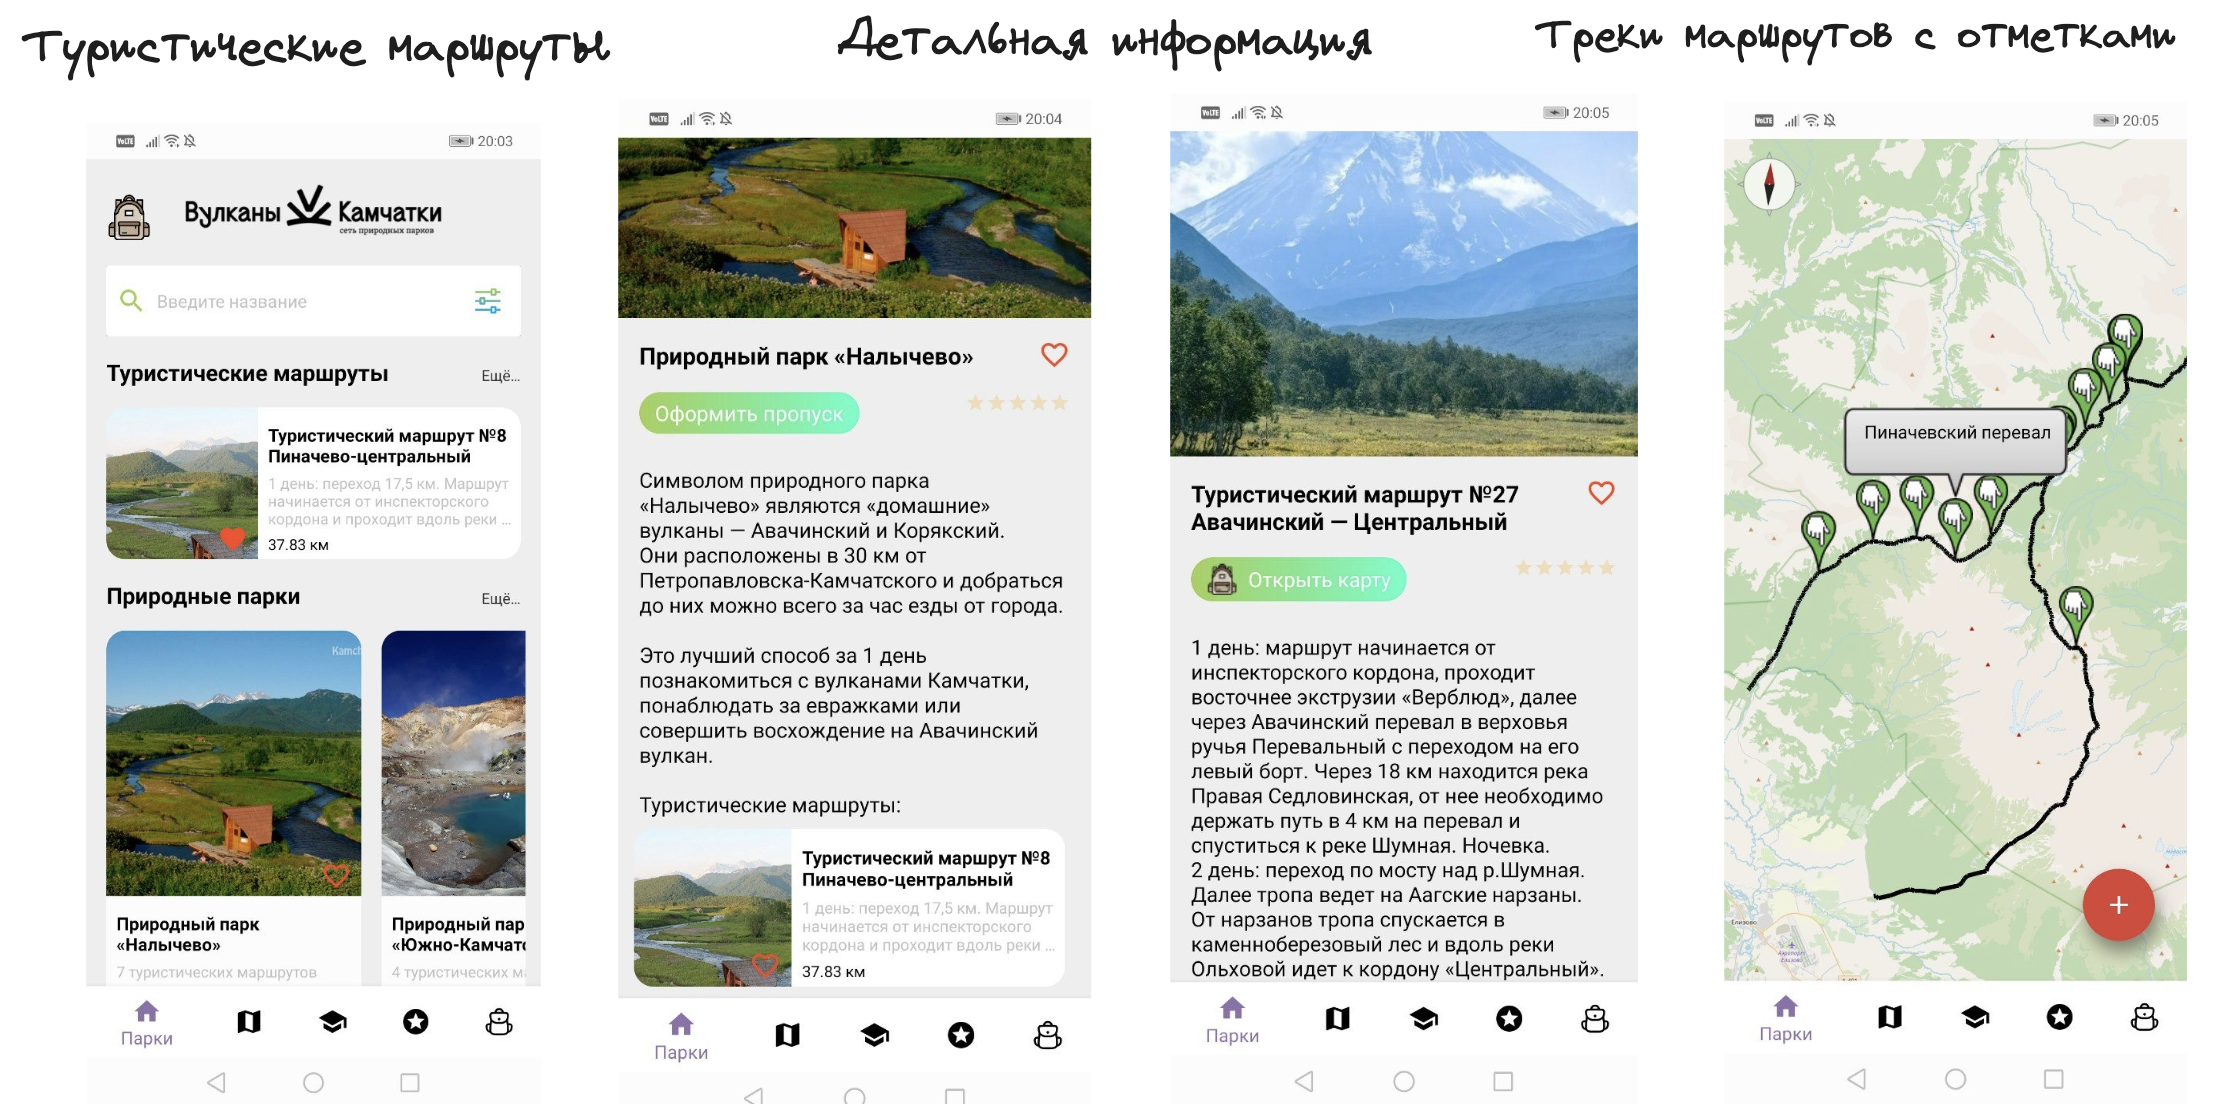 Туристические маршруты
Детальная информация
Треки маршрутов с отметками
VoLTE
20:03
Вулканы Камчатки
сеть природных парков
Введите название
Туристические маршруты
Ещё...
Туристический маршрут №8
Пиначево-центральный
1 день: переход 17,5 км. Маршрут
начинается от инспекторского
кордона и проходит вдоль реки ...
37.83 км
Природные парки
Ещё...
Kamch
Природный парк
«Налычево»
7 туристических маршрутов
Природный пар
«Южно-Камчатс
4 туристических м
Парки
VoLTE
20:04
Природный парк «Налычево»
Оформить пропуск
Символом природного парка
«Налычево» являются «домашние»
вулканы — Авачинский и Корякский.
Они расположены в 30 км от
Петропавловска-Камчатского и добраться
до них можно всего за час езды от города.
Это лучший способ за 1 день
познакомиться с вулканами Камчатки,
понаблюдать за евражками или
совершить восхождение на Авачинский
вулкан.
Туристические маршруты:
Туристический маршрут №8
Пиначево-центральный
1 день: переход 17,5 км. Маршрут
начинается от инспекторского
кордона и проходит вдоль реки ...
37.83 км
Парки
VoLTE
20:05
Туристический маршрут №27
Авачинский — Центральный
Открыть карту
1 день: маршрут начинается от
инспекторского кордона, проходит
восточнее экструзии «Верблюд», далее
через Авачинский перевал в верховья
ручья Перевальный с переходом на его
левый борт. Через 18 км находится река
Правая Седловинская, от нее необходимо
держать путь в 4 км на перевал и
спуститься к реке Шумная. Ночевка.
2 день: переход по мосту над р.Шумная.
Далее тропа ведет на Аагские нарзаны.
От нарзанов тропа спускается в
каменноберезовый лес и вдоль реки
Ольховой идет к кордону «Центральный».
Парки
VoLTE
20:05
Пиначевский перевал
Елизово
Аэропорт
Парки